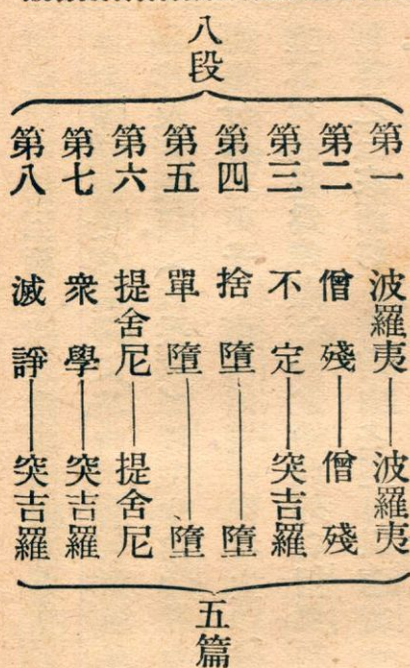 八段
第一 波羅夷——波羅夷
第二 僧殘——僧殘
第三 不定——突吉羅
第四 捨墮——墮
第五 單墮——墮
第六 提舍尼——提舍尼
第七 衆學——突吉羅
第八 滅諍——突吉羅
五篇